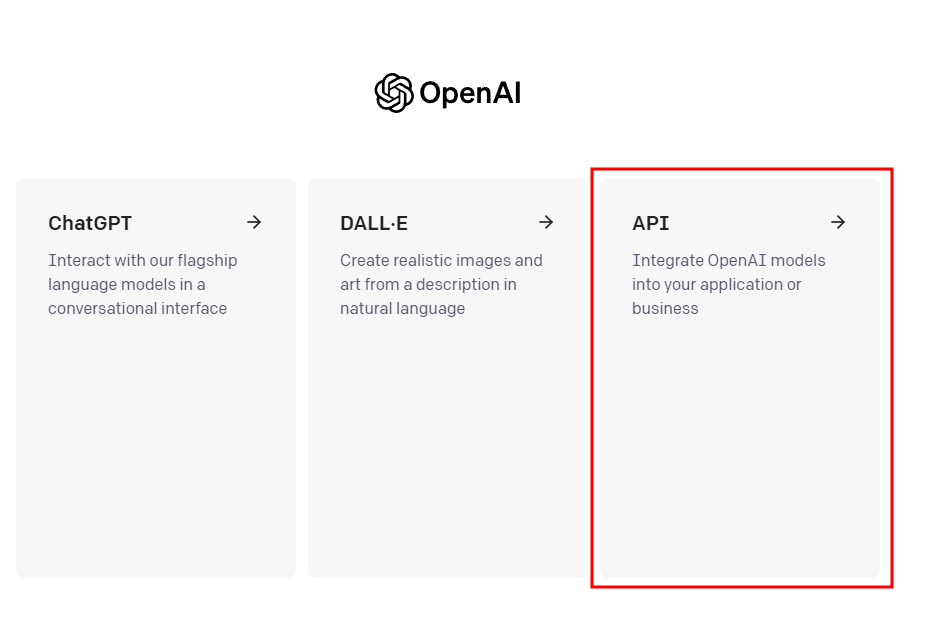 OpenAI
ChatGPT
Interact with our flagship
language models in a
conversational interface
DALL·E
Create realistic images and
art from a description in
natural language
API
Integrate OpenAI models
into your application or
business